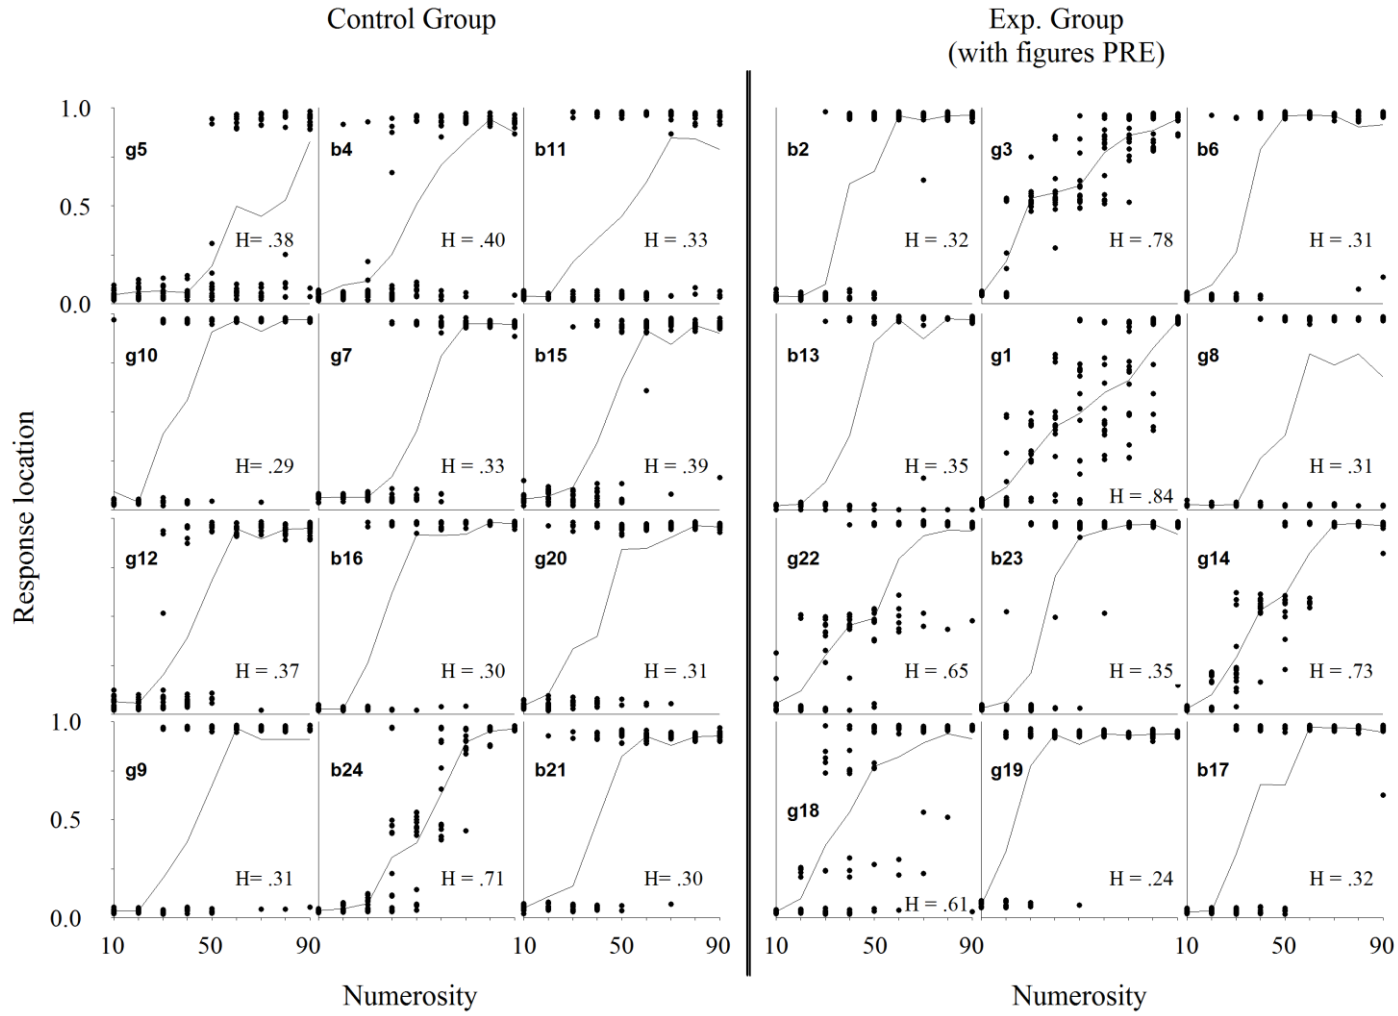 Control Group
Exp. Group
(with figures PRE)
1.0
0.5
0.0
g5
H= .38
b4
H = .40
b11
H = .33
b2
H = .32
g3
H = .78
b6
H = .31
g10
H= .29
g7
H = .33
b15
H = .39
b13
H = .35
g1
H = .84
g8
H = .31
Response location
g12
H = .37
b16
H = .30
g20
H = .31
g22
H = .65
b23
H = .35
g14
H = .73
1.0
0.5
0.0
g9
H= .31
b24
H = .71
b21
H= .30
g18
H = .61
g19
H = .24
b17
H = .32
10 50 90 10 50 90
10 50 90 10 50 90
Numerosity
Numerosity